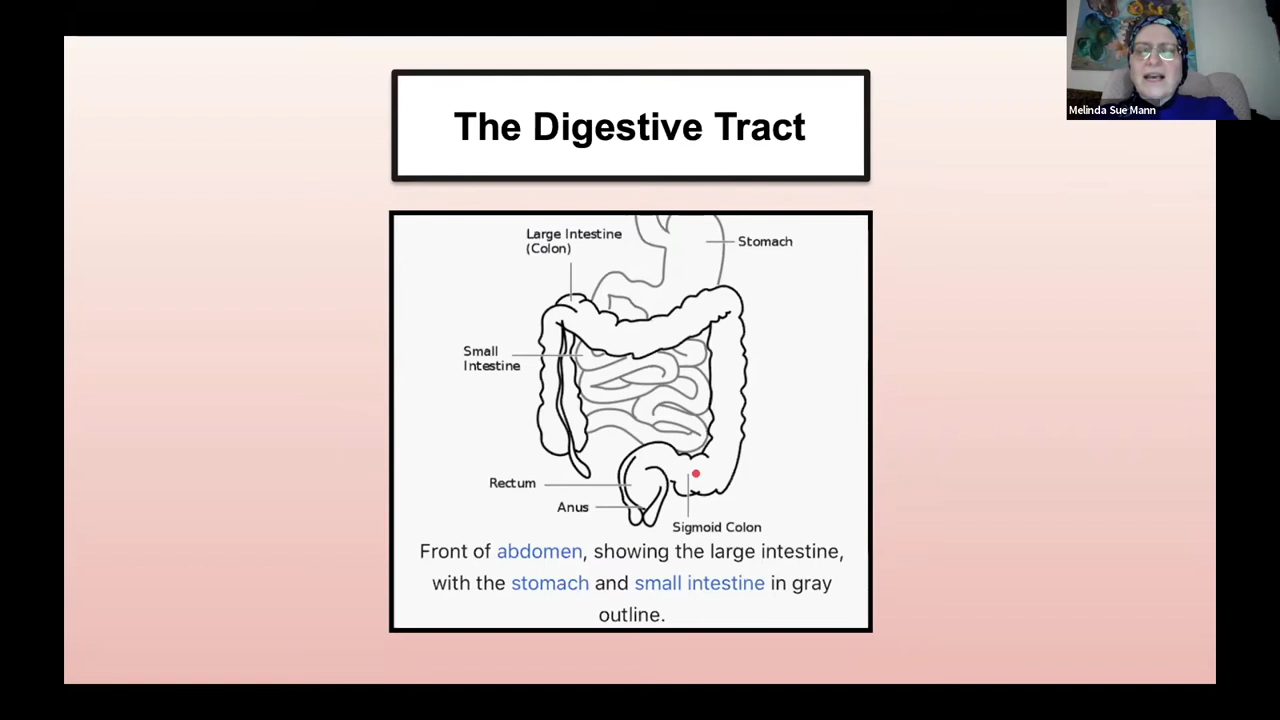 The Digestive Tract
Melinda Sue Mann
Large Intestine
(Colon)
Stomach
Small
Intestine
Rectum
Anus
Sigmoid Colon
Front of abdomen, showing the large intestine,
with the stomach and small intestine in gray
outline.